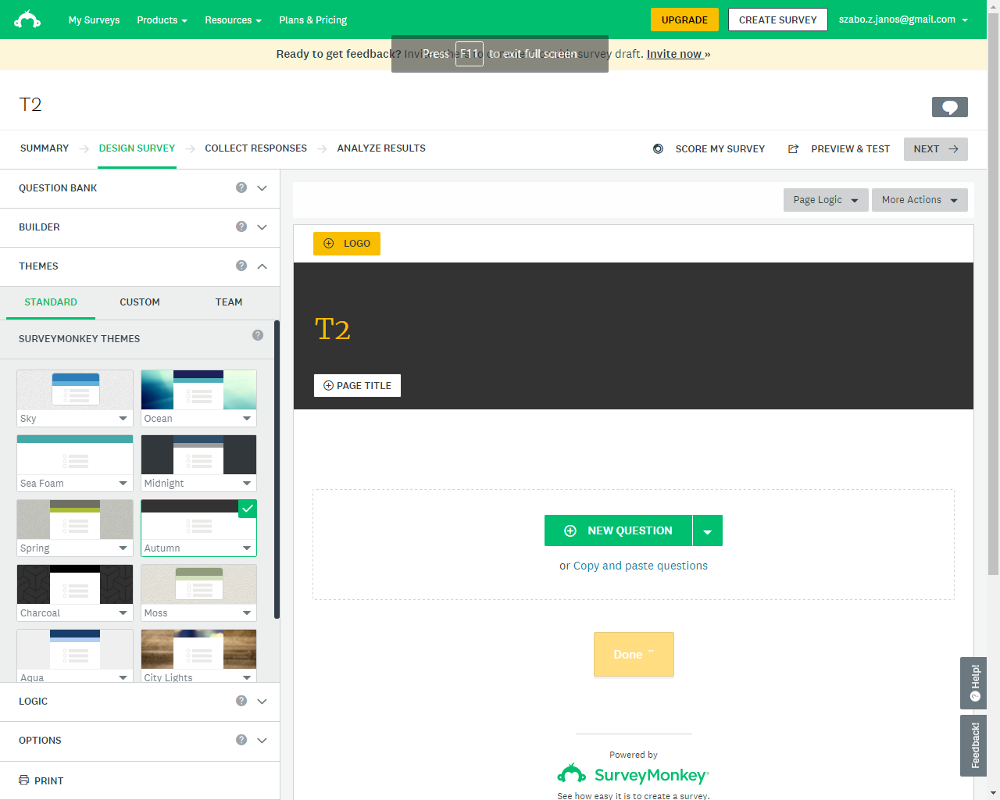 My Surveys
Products
Resources
Plans & Pricing
UPGRADE
CREATE SURVEY
szabo.z.janos@gmail.com
Ready to get feedback?
survey draft. Invite now »
Press F11 to exit full screen
T2
SUMMARY
DESIGN SURVEY
COLLECT RESPONSES
ANALYZE RESULTS
SCORE MY SURVEY
PREVIEW & TEST
NEXT
QUESTION BANK
BUILDER
THEMES
STANDARD
CUSTOM
TEAM
SURVEYMONKEY THEMES
Sky
Ocean
Sea Foam
Midnight
Spring
Autumn
Charcoal
Moss
Aqua
City Lights
LOGIC
OPTIONS
PRINT
Page Logic
More Actions
LOGO
T2
PAGE TITLE
NEW QUESTION
or Copy and paste questions
Done
Powered by
SurveyMonkey
See how easy it is to create a survey.
Help!
Feedback!